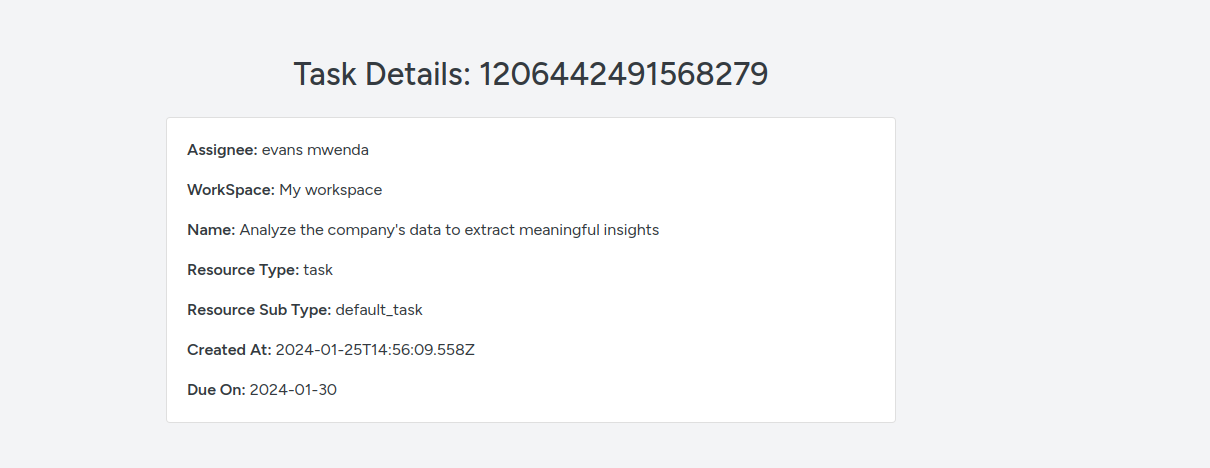 Task Details: 1206442491568279
Assignee: evans mwenda
WorkSpace: My workspace
Name: Analyze the company's data to extract meaningful insights
Resource Type: task
Resource Sub Type: default_task
Created At: 2024-01-25T14:56:09.558Z
Due On: 2024-01-30